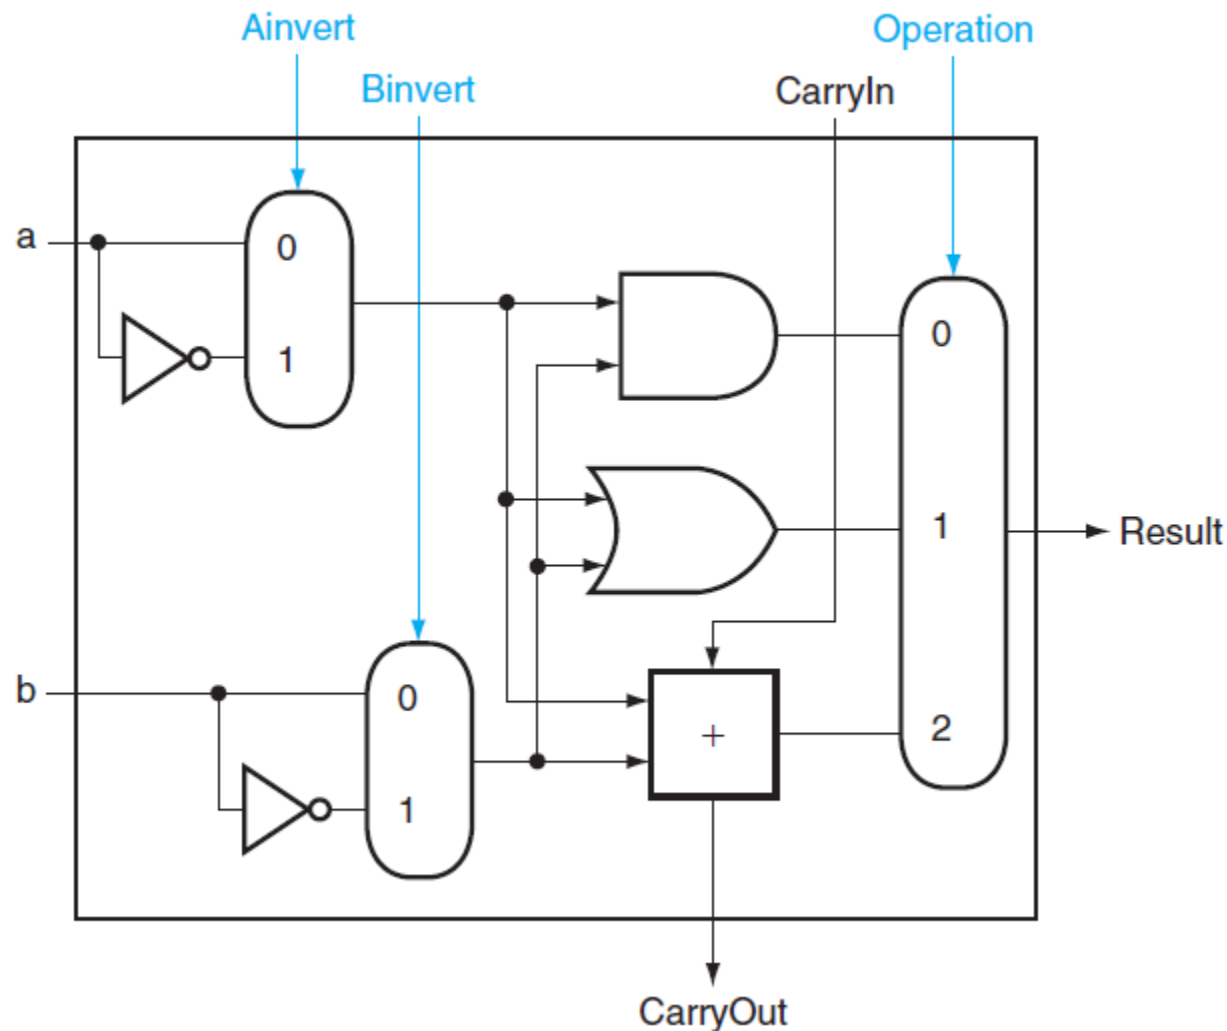 Ainvert
Operation
Binvert
CarryIn
a
0
1
0
1
Result
b
0
1
+
2
CarryOut